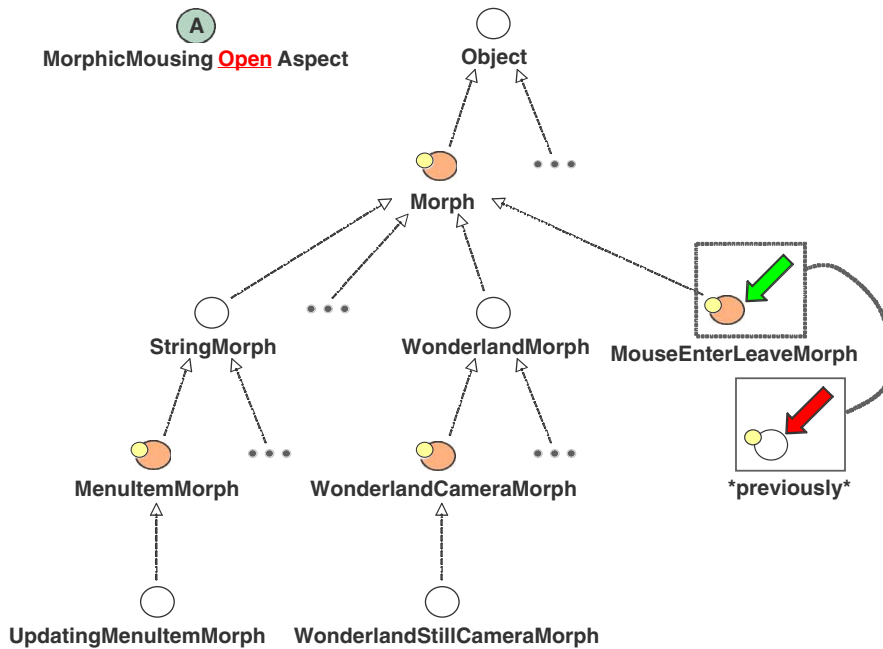 A
MorphicMousing Open Aspect
Object
Morph
StringMorph
WonderlandMorph
MouseEnterLeaveMorph
MenuItemMorph
WonderlandCameraMorph
*previously*
UpdatingMenuItemMorph
WonderlandStillCameraMorph